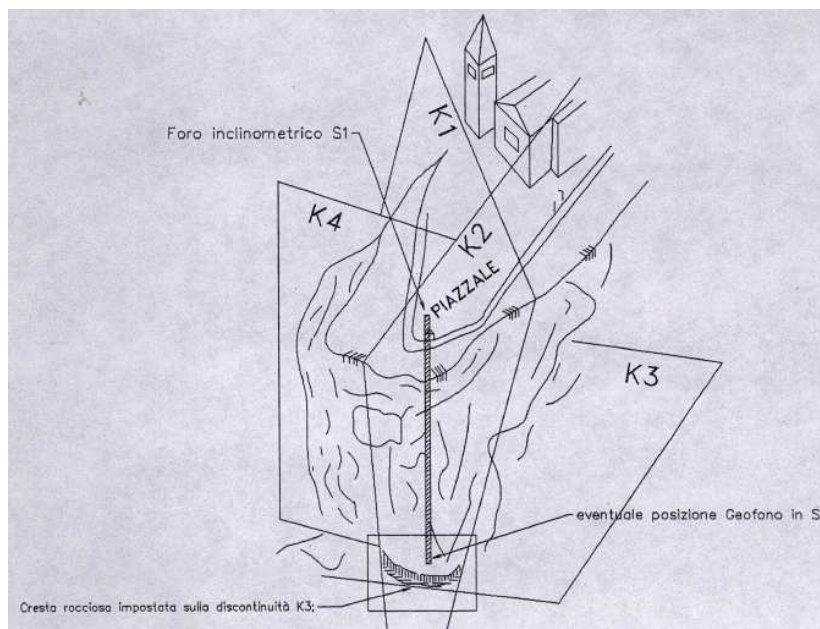 K1
Foro inclinometrico S1
K4
K2
PIAZZALE
K3
eventuale posizione Geofono in S
Cresta rocciosa impostata sulla discontinuità K3;